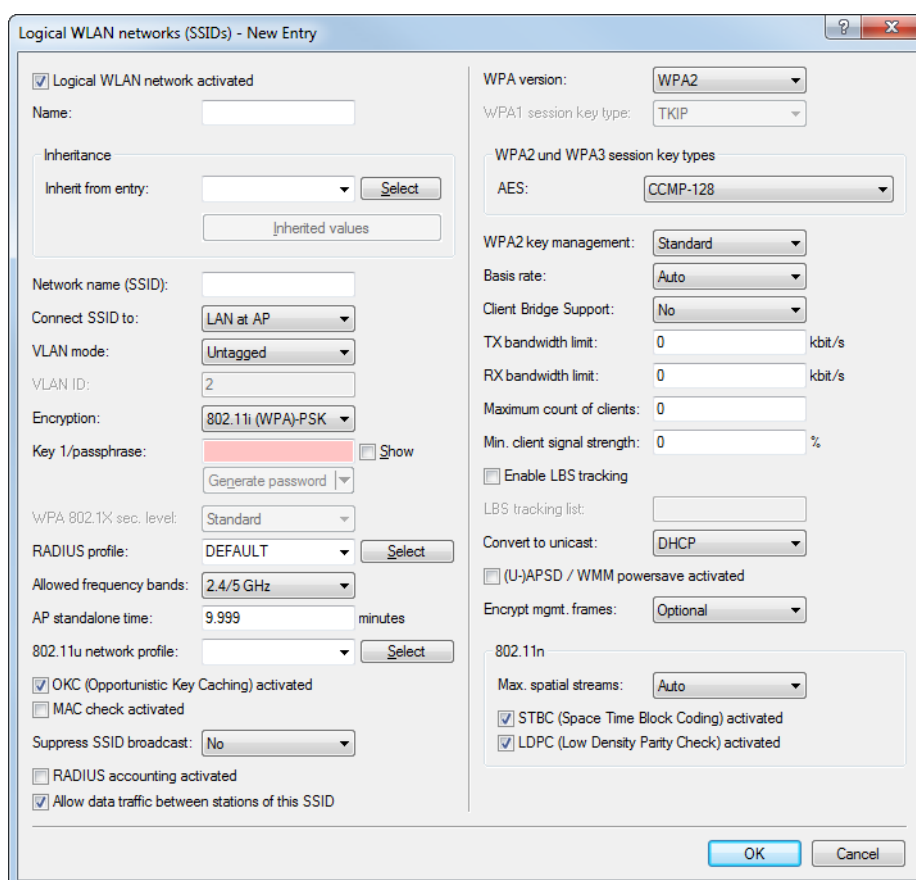 Logical WLAN networks (SSIDs) - New Entry
Logical WLAN network activated
Name:
Inheritance
Inherit from entry:
Select
Inherited values
Network name (SSID):
Connect SSID to: LAN at AP
VLAN mode: Untagged
VLAN ID: 2
Encryption: 802.11i (WPA)-PSK
Key 1/passphrase: Show
Generate password
WPA 802.1X sec. level: Standard
RADIUS profile: DEFAULT Select
Allowed frequency bands: 2.4/5 GHz
AP standalone time: 9.999 minutes
802.11u network profile: Select
OKC (Opportunistic Key Caching) activated
MAC check activated
Suppress SSID broadcast: No
RADIUS accounting activated
Allow data traffic between stations of this SSID
WPA version: WPA2
WPA1 session key type: TKIP
WPA2 und WPA3 session key types
AES: CCMP-128
WPA2 key management: Standard
Basis rate: Auto
Client Bridge Support: No
TX bandwidth limit: 0 kbit/s
RX bandwidth limit: 0 kbit/s
Maximum count of clients: 0
Min. client signal strength: 0 %
Enable LBS tracking
LBS tracking list:
Convert to unicast: DHCP
(U-)APSD / WMM powersave activated
Encrypt mgmt. frames: Optional
802.11n
Max. spatial streams: Auto
STBC (Space Time Block Coding) activated
LDPC (Low Density Parity Check) activated
OK
Cancel